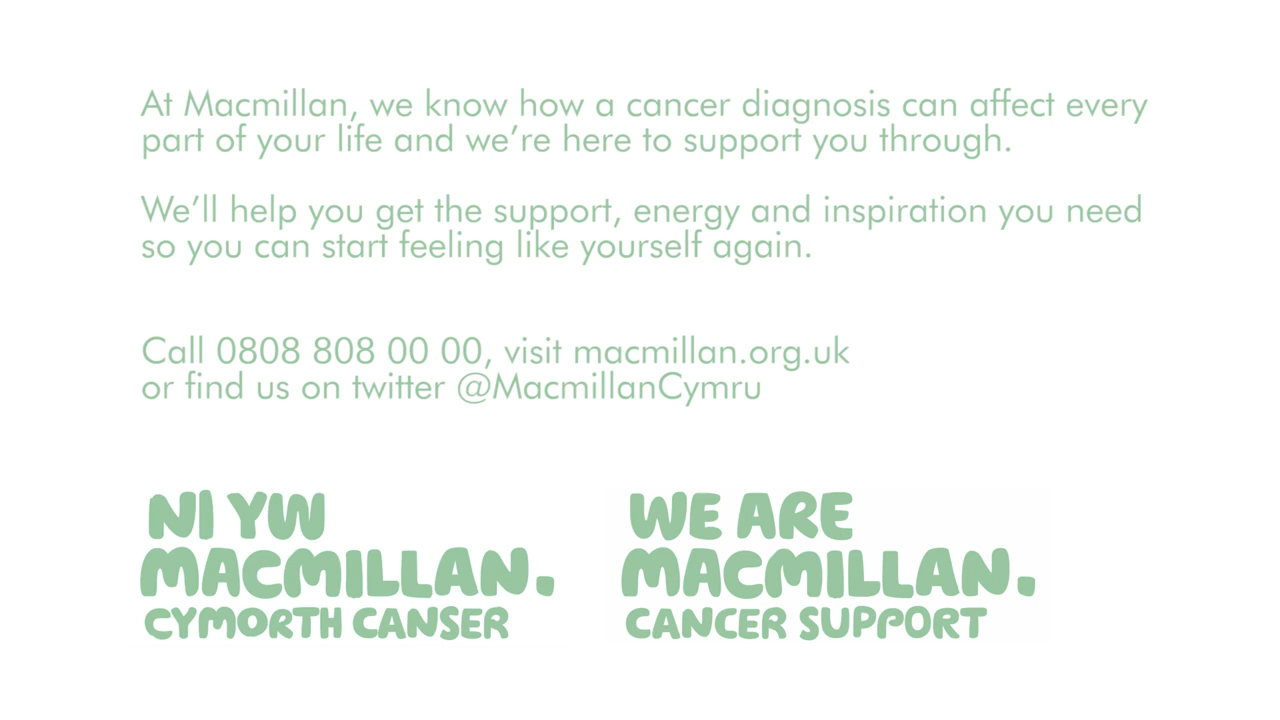 At Macmillan, we know how a cancer diagnosis can affect every
part of your life and we’re here to support you through.
We’ll help you get the support, energy and inspiration you need
so you can start feeling like yourself again.
Call 0808 808 00 00, visit macmillan.org.uk
or find us on twitter @MacmillanCymru
NI YW
MACMILLAN.
CYMORTH CANSER
WE ARE
MACMILLAN.
CANCER SUPPORT